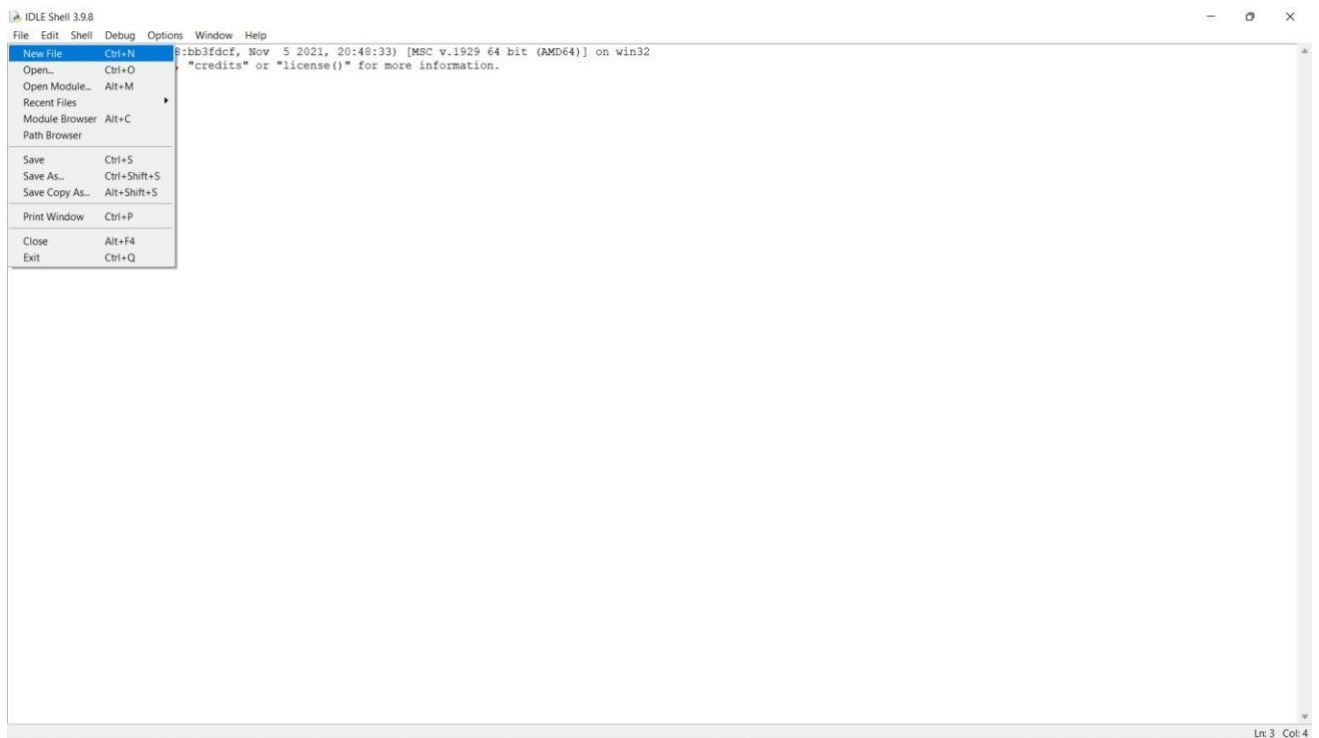 IDLE Shell 3.9.8
File Edit Shell Debug Options Window Help
New File Ctrl+N
8:bb3fdcf, Nov 5 2021, 20:48:33) [MSC v.1929 64 bit (AMD64)] on win32
Open... Ctrl+O
, "credits" or "license()" for more information.
Open Module... Alt+M
Recent Files
Module Browser Alt+C
Path Browser
Save Ctrl+S
Save As... Ctrl+Shift+S
Save Copy As... Alt+Shift+S
Print Window Ctrl+P
Close Alt+F4
Exit Ctrl+Q
Ln: 3 Col: 4